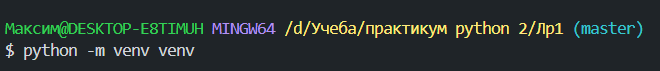 Максим@DESKTOP-E8TIMUH MINGW64 /d/Учеба/практикум python 2/Лр1 (master)
$ python -m venv venv